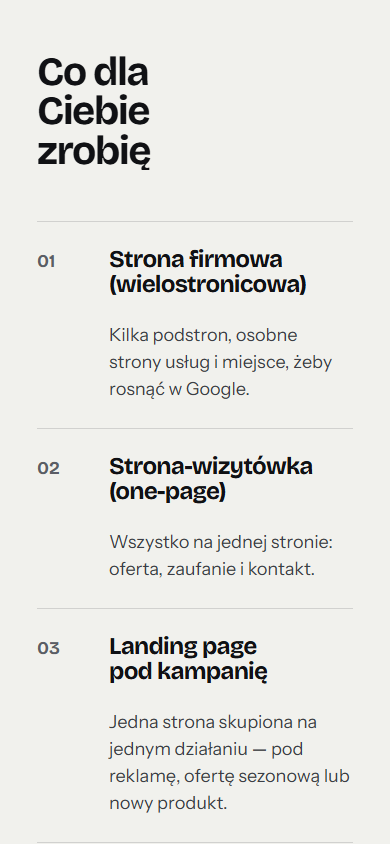 Co dla
Ciebie
zrobię
01
Strona firmowa
(wielostronicowa)
Kilka podstron, osobne
strony usług i miejsce, żeby
rosnąć w Google.
02
Strona-wizytówka
(one-page)
Wszystko na jednej stronie:
oferta, zaufanie i kontakt.
03
Landing page
pod kampanię
Jedna strona skupiona na
jednym działaniu — pod
reklamę, ofertę sezonową lub
nowy produkt.